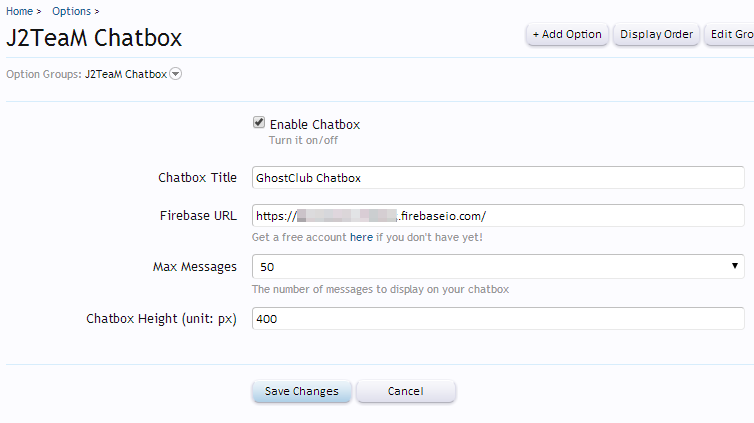 Home > Options >
J2TeaM Chatbox
+ Add Option Display Order Edit Gro
Option Groups: J2TeaM Chatbox
Enable Chatbox
Turn it on/off
Chatbox Title GhostClub Chatbox
Firebase URL https:// .firebaseio.com/
Get a free account here if you don't have yet!
Max Messages 50
The number of messages to display on your chatbox
Chatbox Height (unit: px) 400
Save Changes Cancel